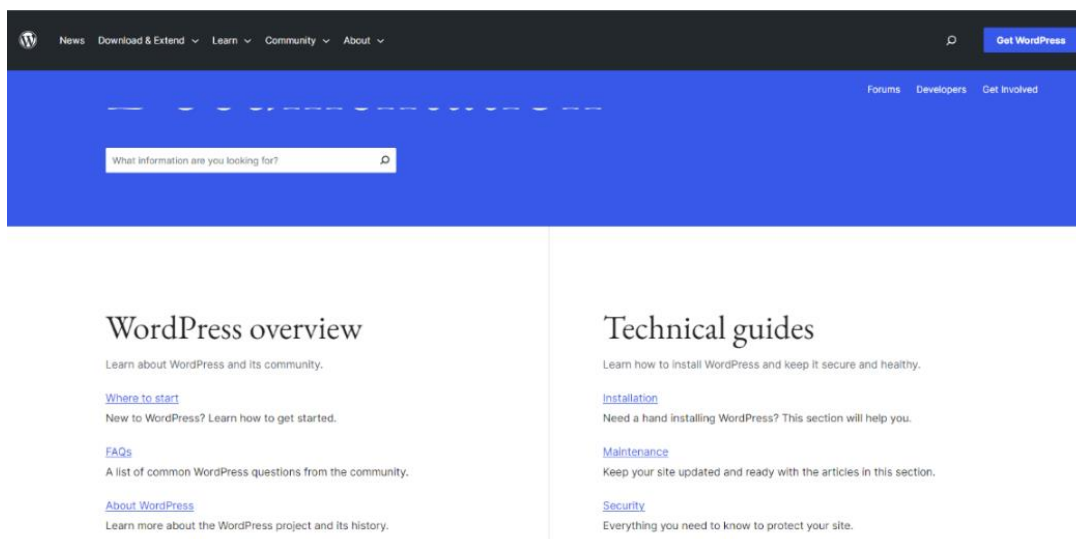 News Download & Extend Learn Community About Get WordPress
Forums Developers Get Involved
What information are you looking for?
WordPress overview
Learn about WordPress and its community.
Where to start
New to WordPress? Learn how to get started.
FAQs
A list of common WordPress questions from the community.
About WordPress
Learn more about the WordPress project and its history.
Technical guides
Learn how to install WordPress and keep it secure and healthy.
Installation
Need a hand installing WordPress? This section will help you.
Maintenance
Keep your site updated and ready with the articles in this section.
Security
Everything you need to know to protect your site.